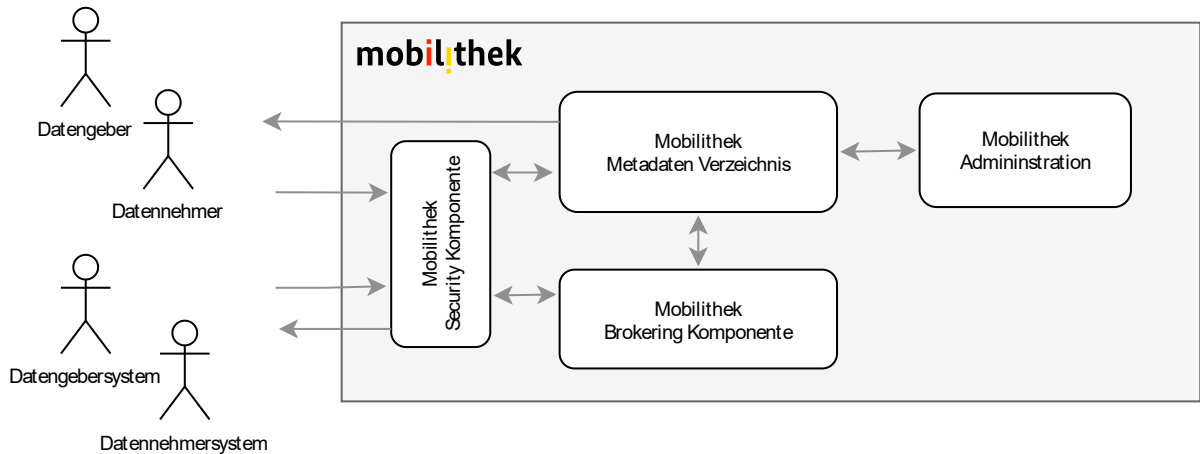 mobilithek
Datengeber
Datennehmer
Datengebersystem
Datennehmersystem
Mobilithek
Security Komponente
Mobilithek
Metadaten Verzeichnis
Mobilithek
Admininstration
Mobilithek
Brokering Komponente